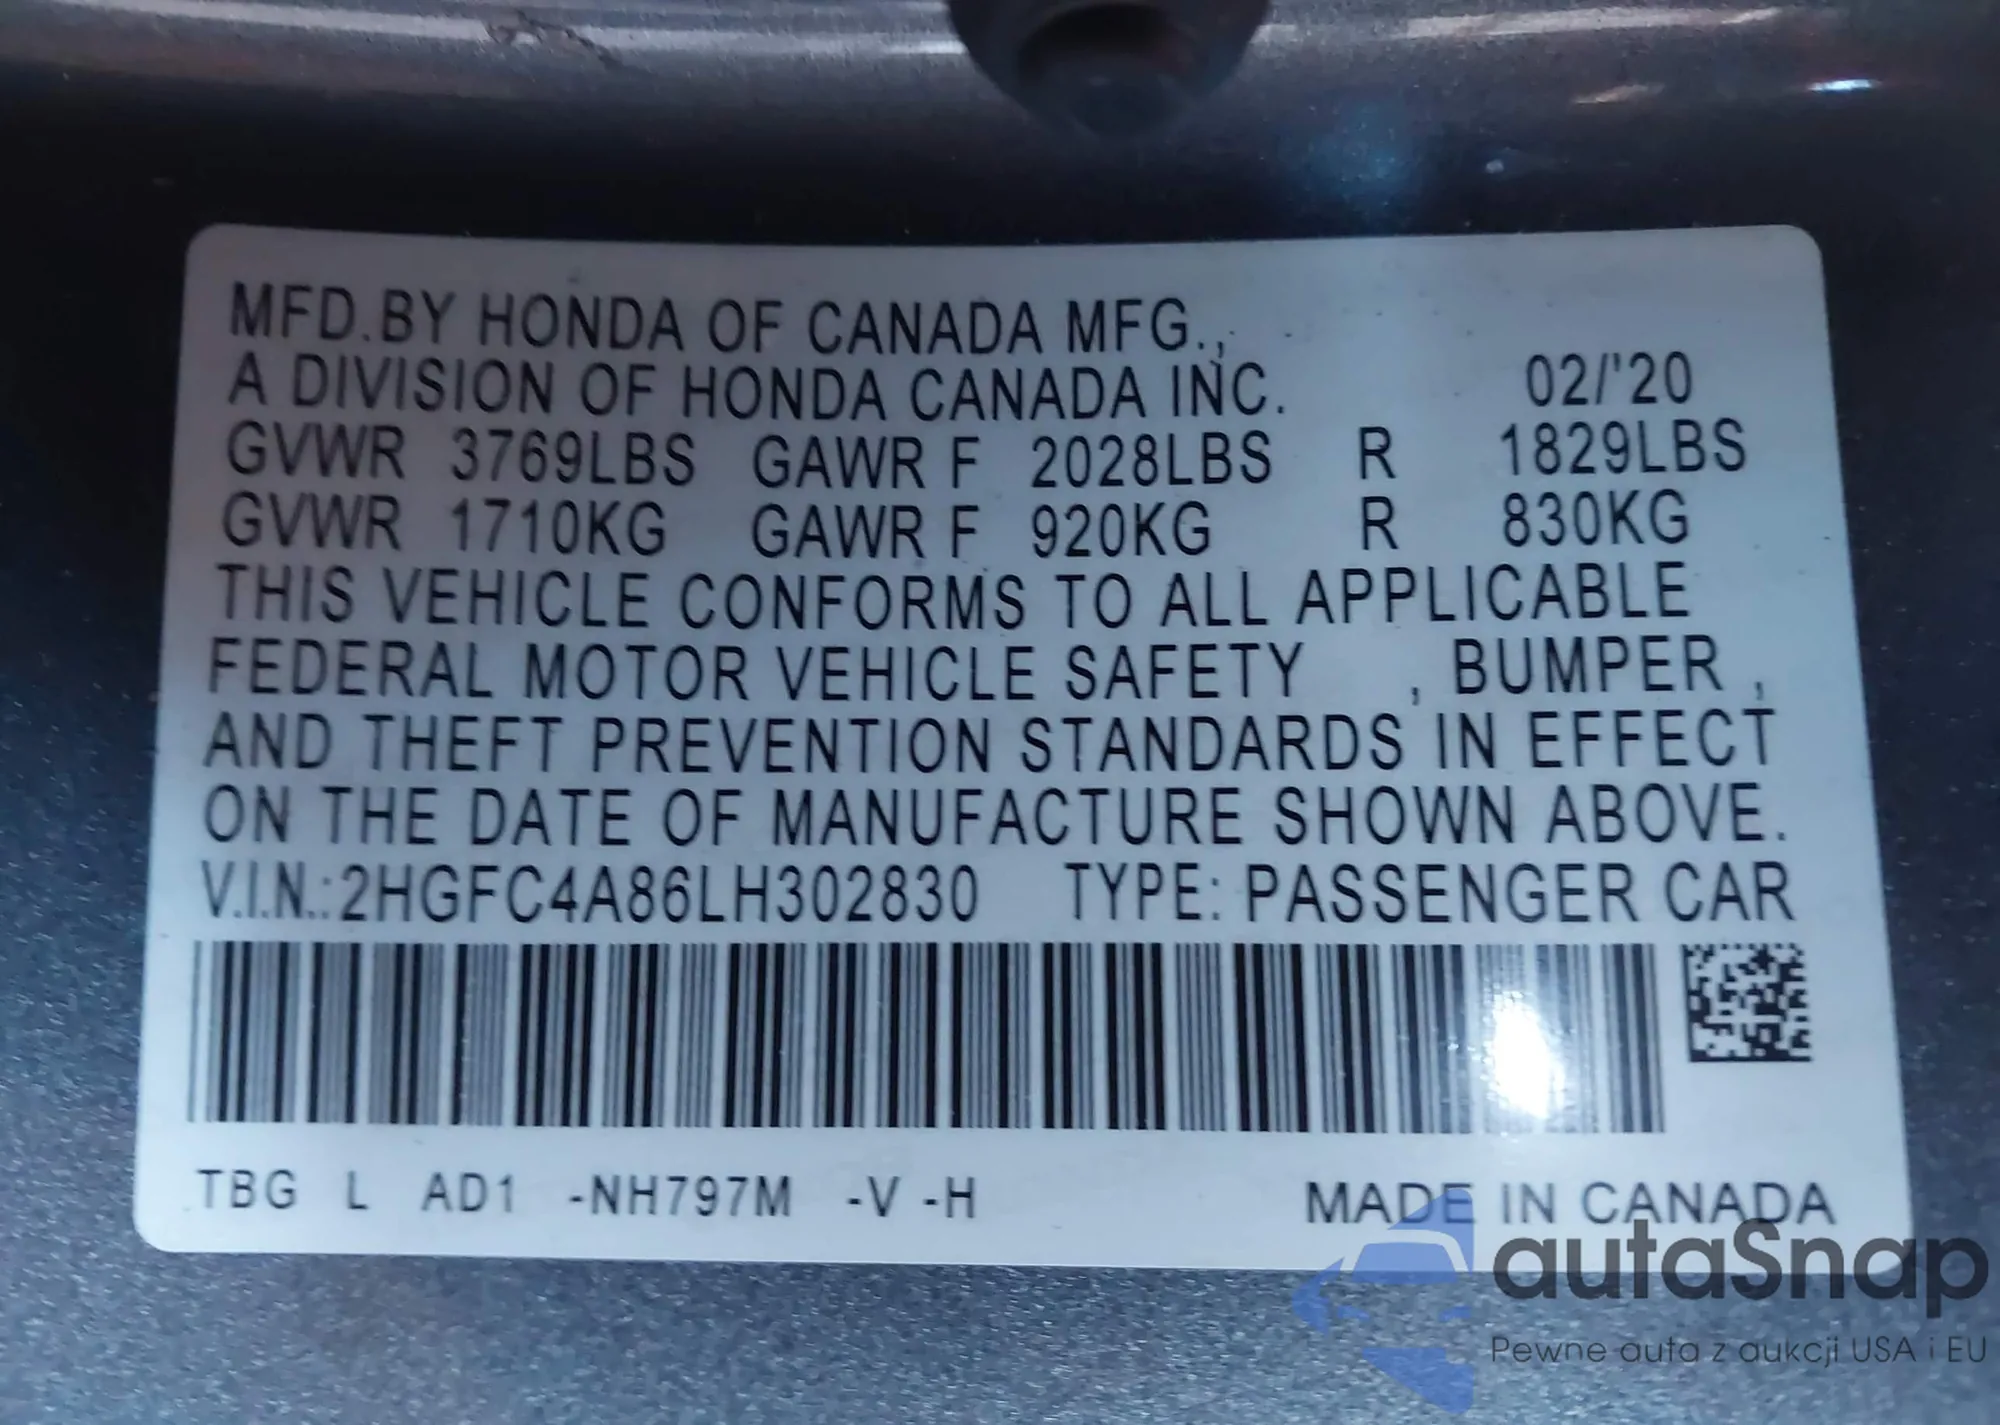 MFD.BY HONDA OF CANADA MFG.,
A DIVISION OF HONDA CANADA INC. 02/'20
GVWR 3769LBS GAWR F 2028LBS R 1829LBS
GVWR 1710KG GAWR F 920KG R 830KG
THIS VEHICLE CONFORMS TO ALL APPLICABLE
FEDERAL MOTOR VEHICLE SAFETY , BUMPER ,
AND THEFT PREVENTION STANDARDS IN EFFECT
ON THE DATE OF MANUFACTURE SHOWN ABOVE.
V.I.N.:2HGFC4A86LH302830 TYPE: PASSENGER CAR
TBG L AD1 -NH797M -V -H MADE IN CANADA
autaSnap
Pewne auta z aukcji USA i EU